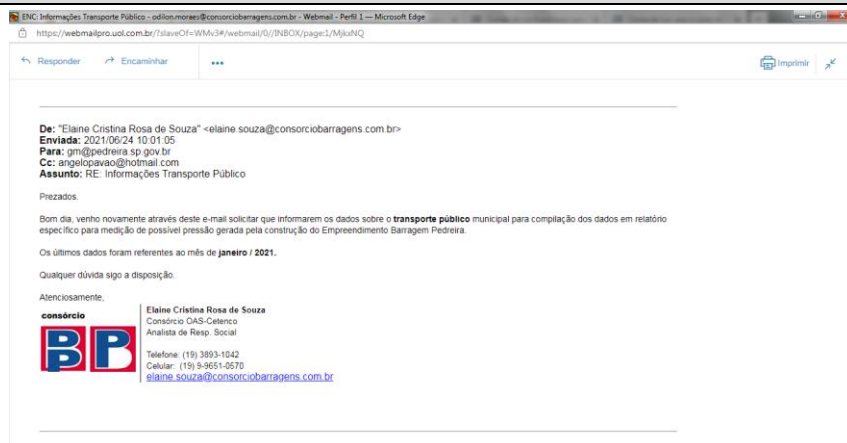 ENC: Informações Transporte Público - odilon.moraes@consorciobarragens.com.br - Webmail - Perfil 1 — Microsoft Edge
https://webmailpro.uol.com.br/?slaveOf=WMv3#/webmail/0//INBOX/page:1/MjkxNQ
Responder Encaminhar ••• Imprimir
De: "Elaine Cristina Rosa de Souza" <elaine.souza@consorciobarragens.com.br>
Enviada: 2021/06/24 10:01:05
Para: gm@pedreira.sp.gov.br
Cc: angelopavao@hotmail.com
Assunto: RE: Informações Transporte Público
Prezados.
Bom dia, venho novamente através deste e-mail solicitar que informarem os dados sobre o transporte público municipal para compilação dos dados em relatório
específico para medição de possível pressão gerada pela construção do Empreendimento Barragem Pedreira.
Os últimos dados foram referentes ao mês de janeiro / 2021.
Qualquer dúvida sigo a disposição.
Atenciosamente,
consórcio
BBP
Elaine Cristina Rosa de Souza
Consórcio OAS-Cetenco
Analista de Resp. Social
Telefone: (19) 3893-1042
Celular: (19) 9-9651-0570
elaine.souza@consorciobarragens.com.br